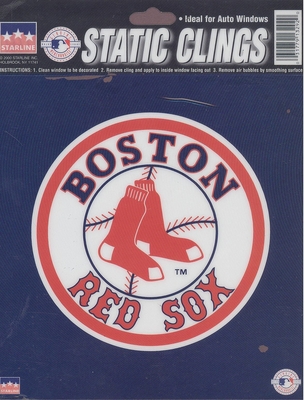 • Ideal for Auto Windows
STARLINE
STATIC CLINGS
INSTRUCTIONS: 1. Clean window to be decorated 2. Remove cling and apply to inside window facing out 3. Remove air bubbles by smoothing surface
BOSTON
TM
RED SOX
STARLINE